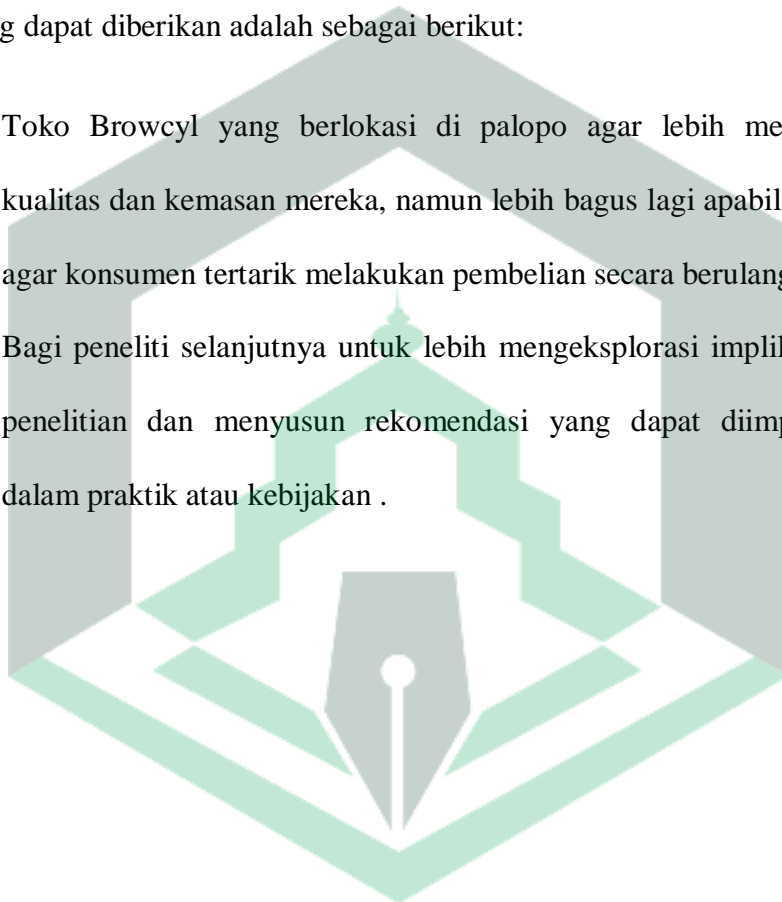 g dapat diberikan adalah sebagai berikut:
Toko Browcyl yang berlokasi di palopo agar lebih me
kualitas dan kemasan mereka, namun lebih bagus lagi apabil
agar konsumen tertarik melakukan pembelian secara berulang
Bagi peneliti selanjutnya untuk lebih mengeksplorasi impli
penelitian dan menyusun rekomendasi yang dapat diimp
dalam praktik atau kebijakan .